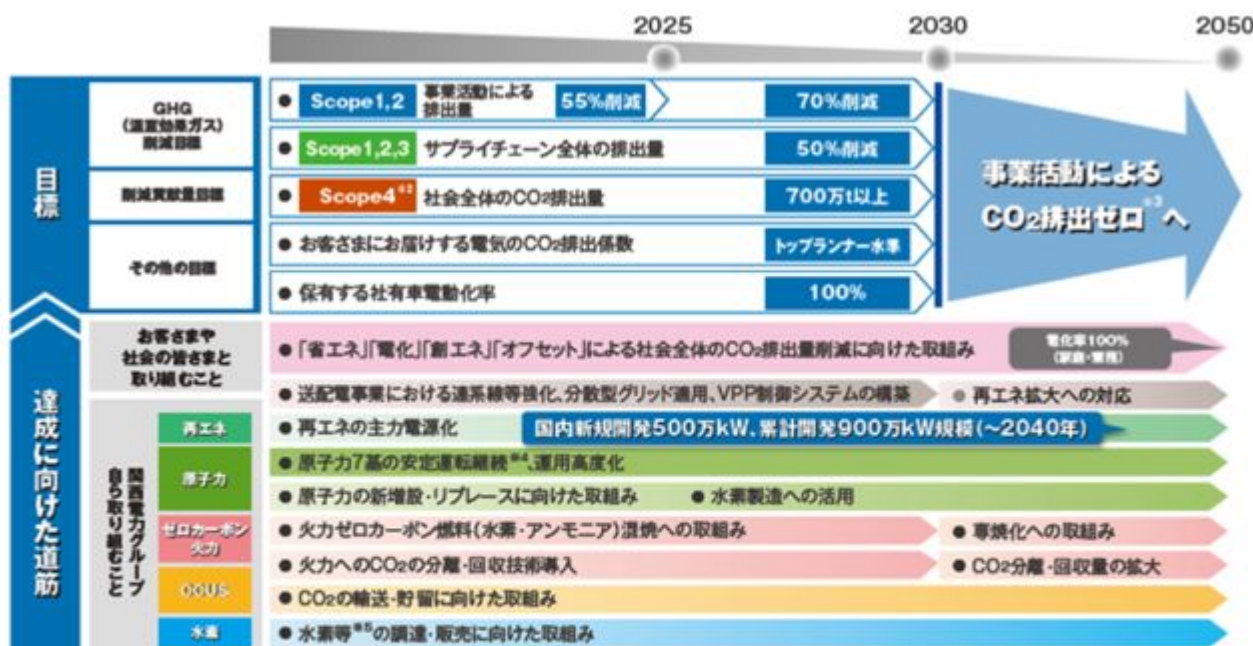 2025
2030
2050
目標
GHG
(温室効果ガス)
削減目標
● Scope1,2 事業活動による
排出量
55%削減
70%削減
● Scope1,2,3 サプライチェーン全体の排出量
50%削減
削減貢献量目標
● Scope4※2 社会全体のCO2排出量
700万t以上
その他の目標
● お客さまにお届けする電気のCO2排出係数
トップランナー水準
● 保有する社有車電動化率
100%
事業活動による
CO2排出ゼロ※3へ
達成に向けた道筋
お客さまや
社会の皆さまと
取り組むこと
● 「省エネ」「電化」「創エネ」「オフセット」による社会全体のCO2排出量削減に向けた取組み
電化率100%
(家庭・業務)
関西電力グループ
自ら取り組むこと
● 送配電事業における連系線等強化、分散型グリッド適用、VPP制御システムの構築
● 再エネ拡大への対応
再エネ
● 再エネの主力電源化
国内新規開発500万kW、累計開発900万kW規模(~2040年)
原子力
● 原子力7基の安定運転継続※4、運用高度化
● 原子力の新増設・リプレースに向けた取組み
● 水素製造への活用
ゼロカーボン
火力
● 火力ゼロカーボン燃料(水素・アンモニア)混焼への取組み
● 専焼化への取組み
● 火力へのCO2の分離・回収技術導入
● CO2分離・回収量の拡大
CCUS
● CO2の輸送・貯留に向けた取組み
水素
● 水素等※5の調達・販売に向けた取組み